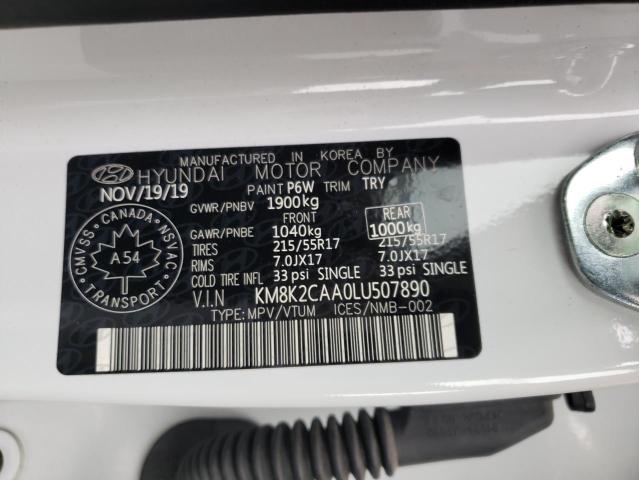 MANUFACTURED IN KOREA BY
HYUNDAI MOTOR COMPANY
NOV/19/19 PAINT P6W TRIM TRY
GVWR/PNBV 1900kg
FRONT REAR
GAWR/PNBE 1040kg 1000kg
TIRES 215/55R17 215/55R17
RIMS 7.0JX17 7.0JX17
COLD TIRE INFL 33 psi SINGLE 33 psi SINGLE
V.I.N KM8K2CAA0LU507890
TYPE:MPV/VTUM ICES/NMB-002
CANADA
CMVSS NSVAC
A 54
TRANSPORT